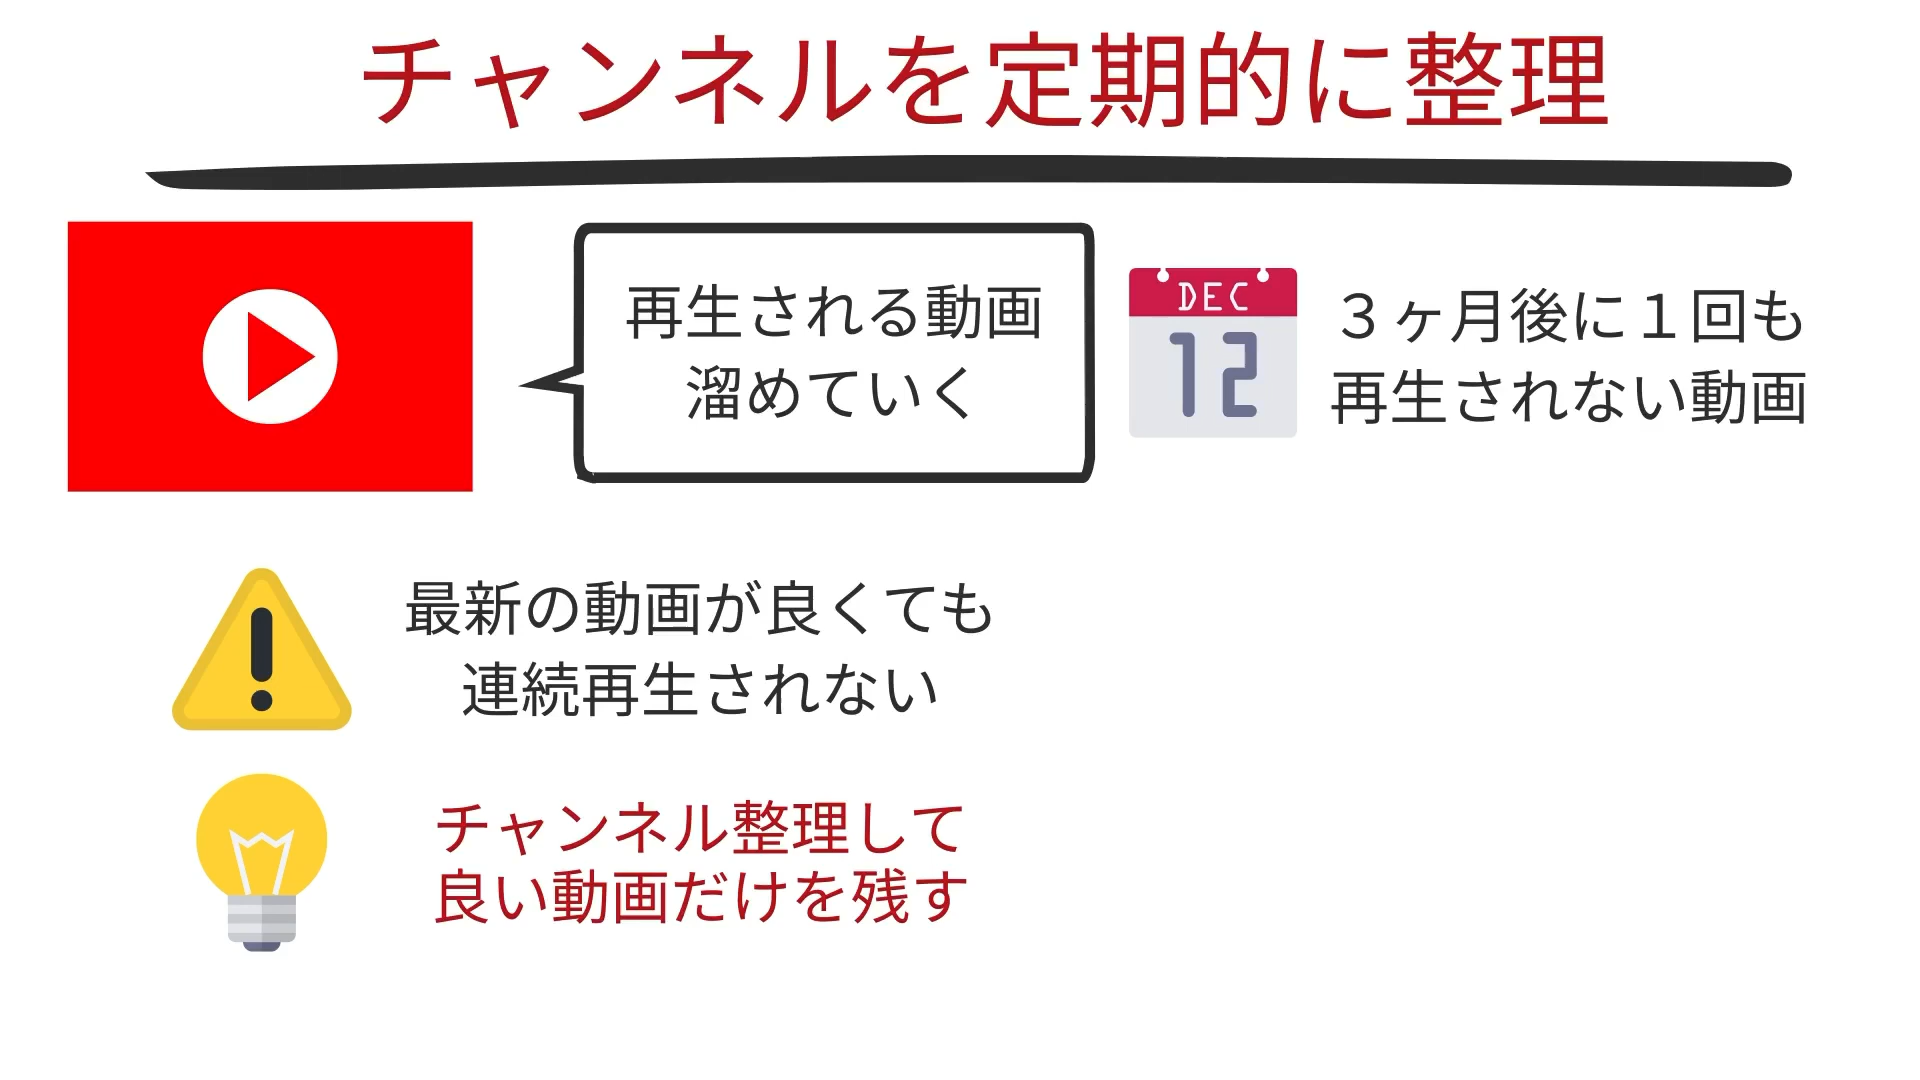 チャンネルを定期的に整理
再生される動画
溜めていく
DEC
12
３ヶ月後に１回も
再生されない動画
最新の動画が良くても
連続再生されない
チャンネル整理して
良い動画だけを残す